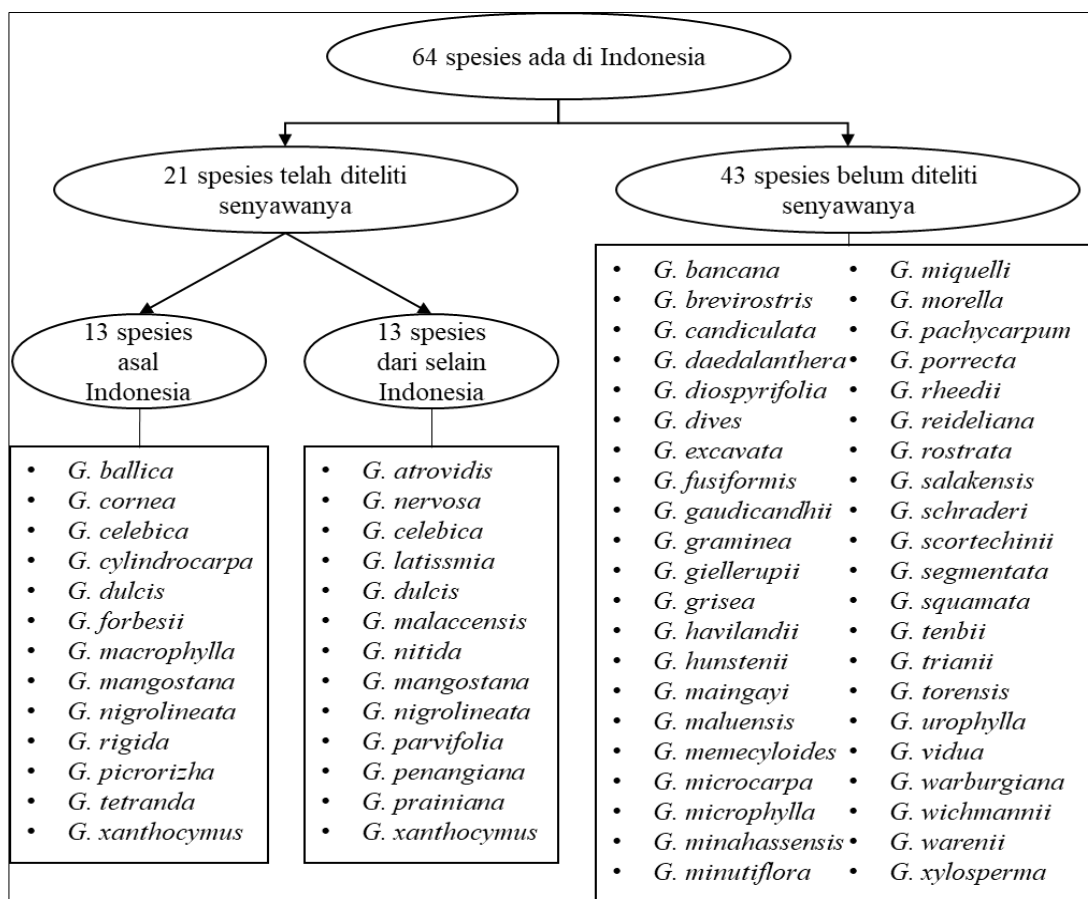 64 spesies ada di Indonesia
21 spesies telah diteliti
senyawanya
43 spesies belum diteliti
senyawanya
13 spesies
asal
Indonesia
13 spesies
dari selain
Indonesia
• G. ballica
• G. cornea
• G. celebica
• G. cylindrocarpa
• G. dulcis
• G. forbesii
• G. macrophylla
• G. mangostana
• G. nigrolineata
• G. rigida
• G. picrorizha
• G. tetranda
• G. xanthocymus
• G. atrovidis
• G. nervosa
• G. celebica
• G. latissmia
• G. dulcis
• G. malaccensis
• G. nitida
• G. mangostana
• G. nigrolineata
• G. parvifolia
• G. penangiana
• G. prainiana
• G. xanthocymus
• G. bancana
• G. brevirostris
• G. candiculata
• G. daedalanthera
• G. diospyrifolia
• G. dives
• G. excavata
• G. fusiformis
• G. gaudicandhii
• G. graminea
• G. giellerupii
• G. grisea
• G. havilandii
• G. hunstenii
• G. maingayi
• G. maluensis
• G. memecyloides
• G. microcarpa
• G. microphylla
• G. minahassensis
• G. minutiflora
• G. miquelli
• G. morella
• G. pachycarpum
• G. porrecta
• G. rheedii
• G. reideliana
• G. rostrata
• G. salakensis
• G. schraderi
• G. scortechinii
• G. segmentata
• G. squamata
• G. tenbii
• G. trianii
• G. torensis
• G. urophylla
• G. vidua
• G. warburgiana
• G. wichmannii
• G. warenii
• G. xylosperma